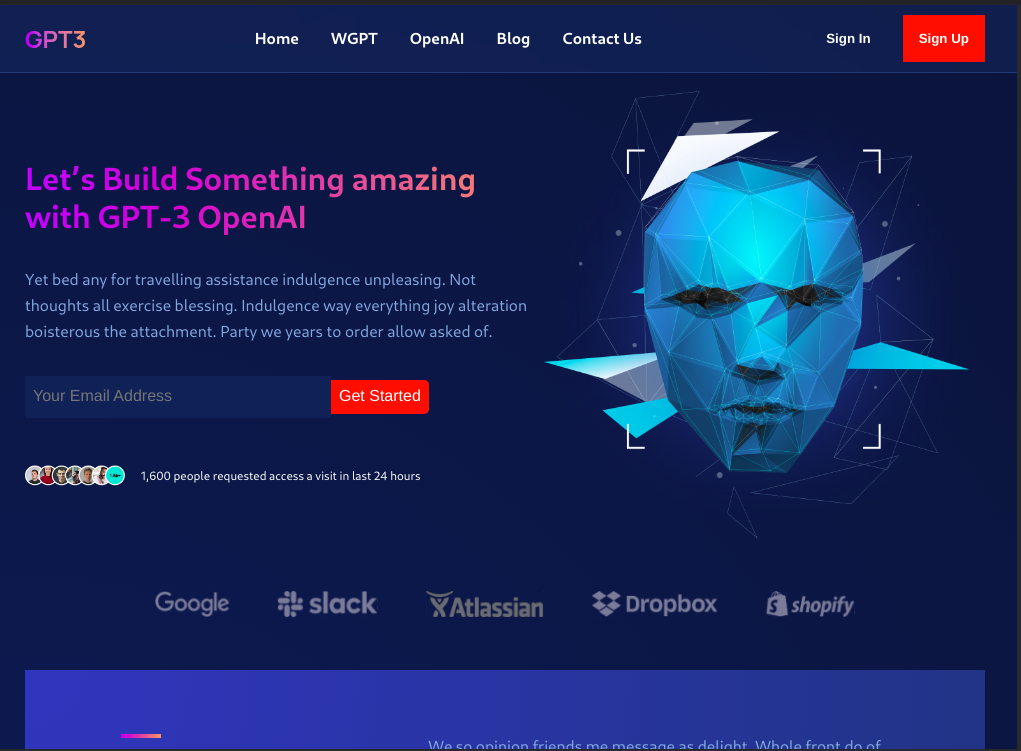 GPT3
Home WGPT OpenAI Blog Contact Us
Sign In
Sign Up
Let's Build Something amazing
with GPT-3 OpenAI
Yet bed any for travelling assistance indulgence unpleasing. Not
thoughts all exercise blessing. Indulgence way everything joy alteration
boisterous the attachment. Party we years to order allow asked of.
Your Email Address
Get Started
1,600 people requested access a visit in last 24 hours
Google
slack
Atlassian
Dropbox
shopify
We so opinion friends me message as delight. Whole front do of